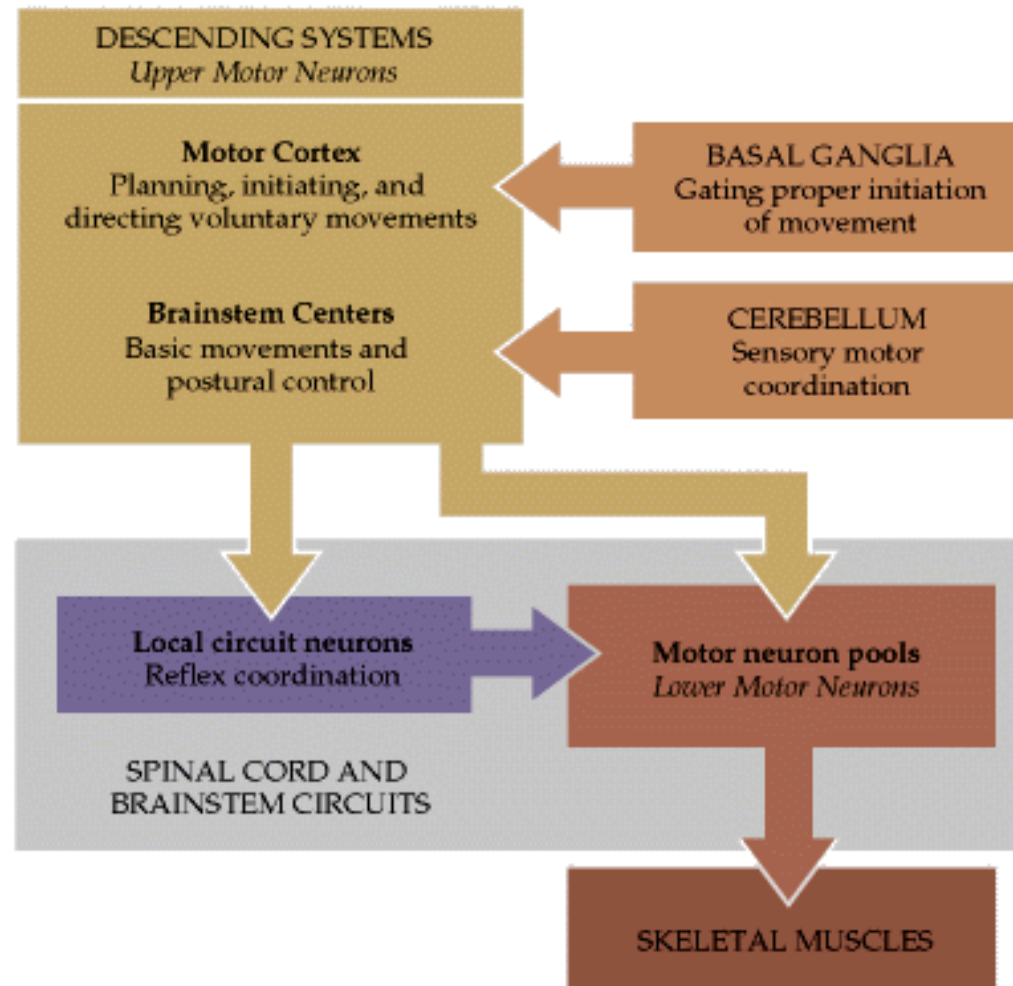 DESCENDING SYSTEMS
Upper Motor Neurons
Motor Cortex
Planning, initiating, and
directing voluntary movements
BASAL GANGLIA
Gating proper initiation
of movement
Brainstem Centers
Basic movements and
postural control
CEREBELLUM
Sensory motor
coordination
Local circuit neurons
Reflex coordination
Motor neuron pools
Lower Motor Neurons
SPINAL CORD AND
BRAINSTEM CIRCUITS
SKELETAL MUSCLES